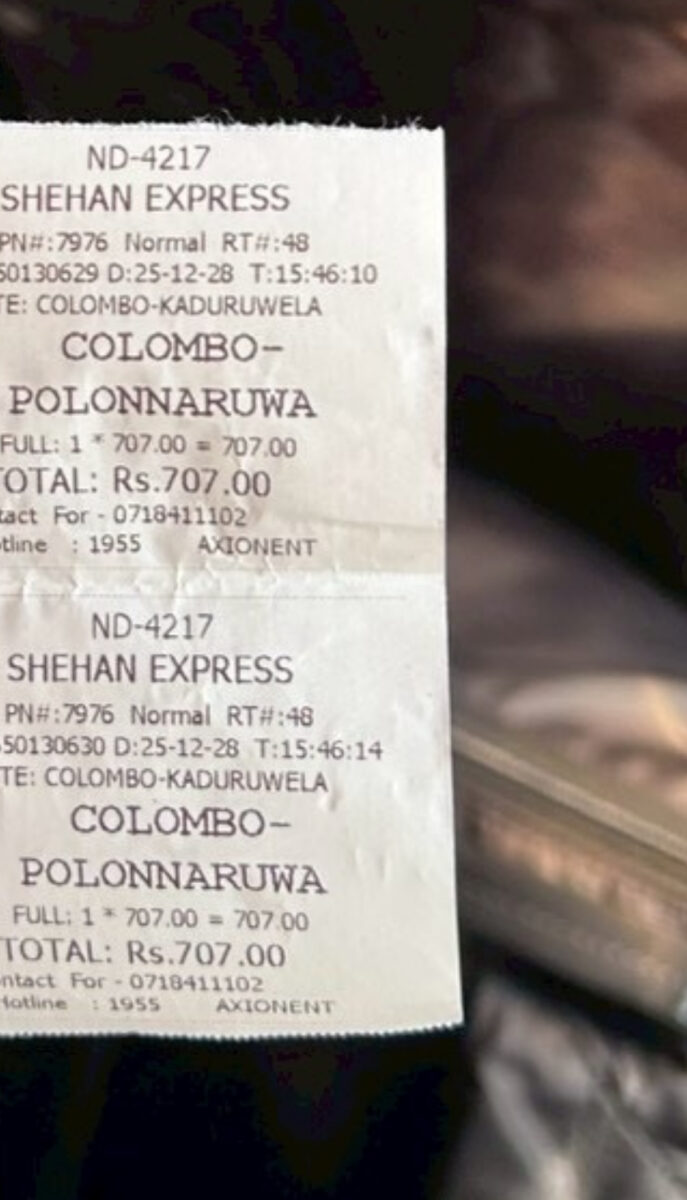 ND-4217
SHEHAN EXPRESS
PN#:7976 Normal RT#:48
50130629 D:25-12-28 T:15:46:10
TE: COLOMBO-KADURUWELA
COLOMBO-
POLONNARUWA
FULL: 1 * 707.00 = 707.00
OTAL: Rs.707.00
tact For - 0718411102
tline : 1955 AXIONENT
ND-4217
SHEHAN EXPRESS
PN#:7976 Normal RT#:48
50130630 D:25-12-28 T:15:46:14
TE: COLOMBO-KADURUWELA
COLOMBO-
POLONNARUWA
FULL: 1 * 707.00 = 707.00
TOTAL: Rs.707.00
ntact For - 0718411102
Hotline : 1955 AXIONENT